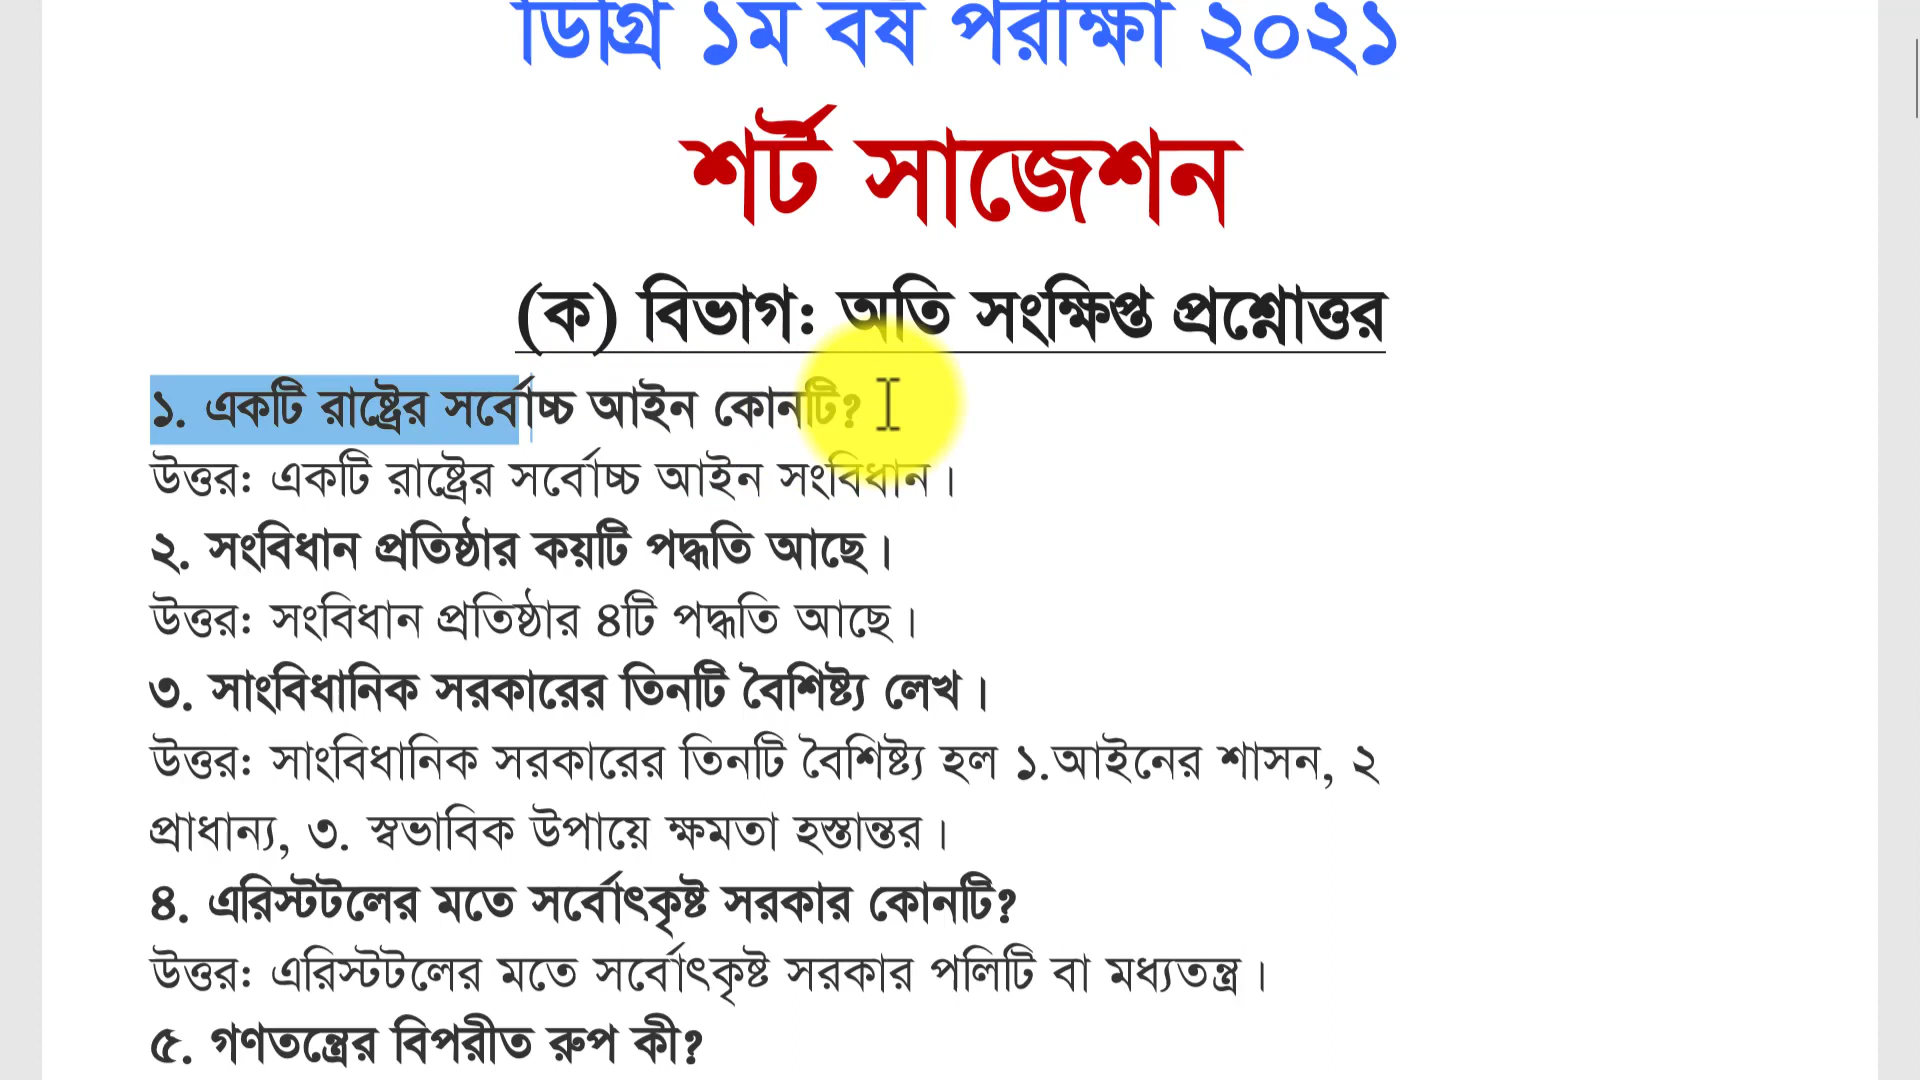 ডিগ্রি ১ম বর্ষ পরীক্ষা ২০২১
শর্ট সাজেশন
(ক) বিভাগ: অতি সংক্ষিপ্ত প্রশ্নোত্তর
১. একটি রাষ্ট্রের সর্বোচ্চ আইন কোনটি?
উত্তর: একটি রাষ্ট্রের সর্বোচ্চ আইন সংবিধান।
২. সংবিধান প্রতিষ্ঠার কয়টি পদ্ধতি আছে।
উত্তর: সংবিধান প্রতিষ্ঠার ৪টি পদ্ধতি আছে।
৩. সাংবিধানিক সরকারের তিনটি বৈশিষ্ট্য লেখ।
উত্তর: সাংবিধানিক সরকারের তিনটি বৈশিষ্ট্য হল ১.আইনের শাসন, ২
প্রাধান্য, ৩. স্বভাবিক উপায়ে ক্ষমতা হস্তান্তর।
৪. এরিস্টটলের মতে সর্বোৎকৃষ্ট সরকার কোনটি?
উত্তর: এরিস্টটলের মতে সর্বোৎকৃষ্ট সরকার পলিটি বা মধ্যতন্ত্র।
৫. গণতন্ত্রের বিপরীত রুপ কী?